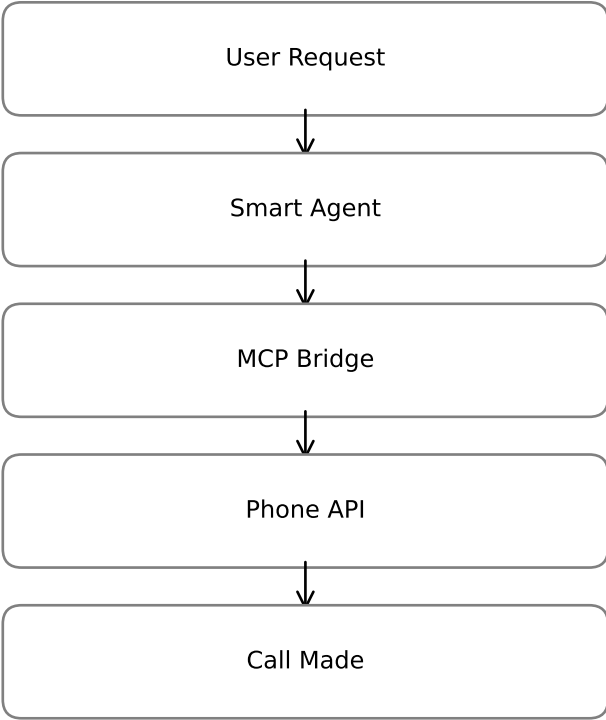 User Request
Smart Agent
MCP Bridge
Phone API
Call Made